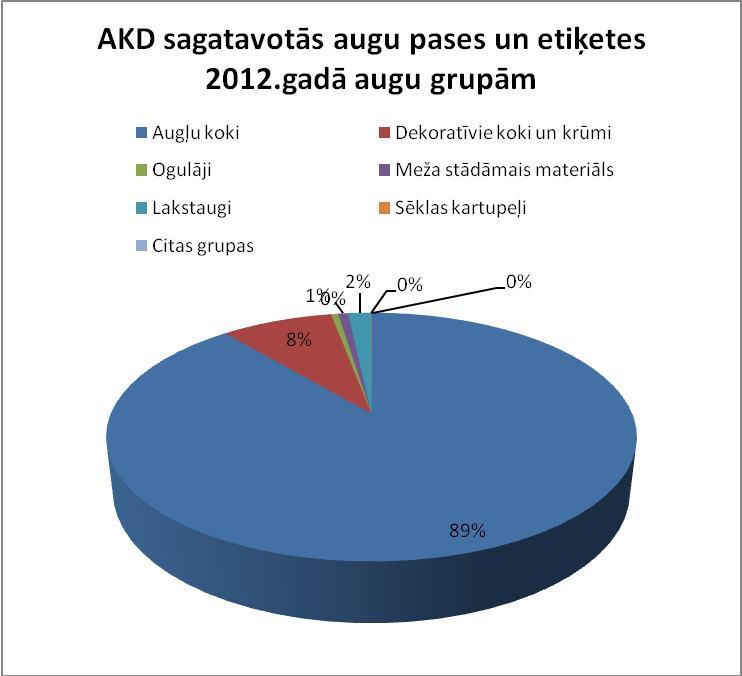 AKD sagatavotās augu pases un etiķetes
2012.gadā augu grupām
Augļu koki
Dekoratīvie koki un krūmi
Ogulāji
Meža stādāmais materiāls
Lakstaugi
Sēklas kartupeļi
Citas grupas
1%
0%
2%
0%
0%
8%
89%